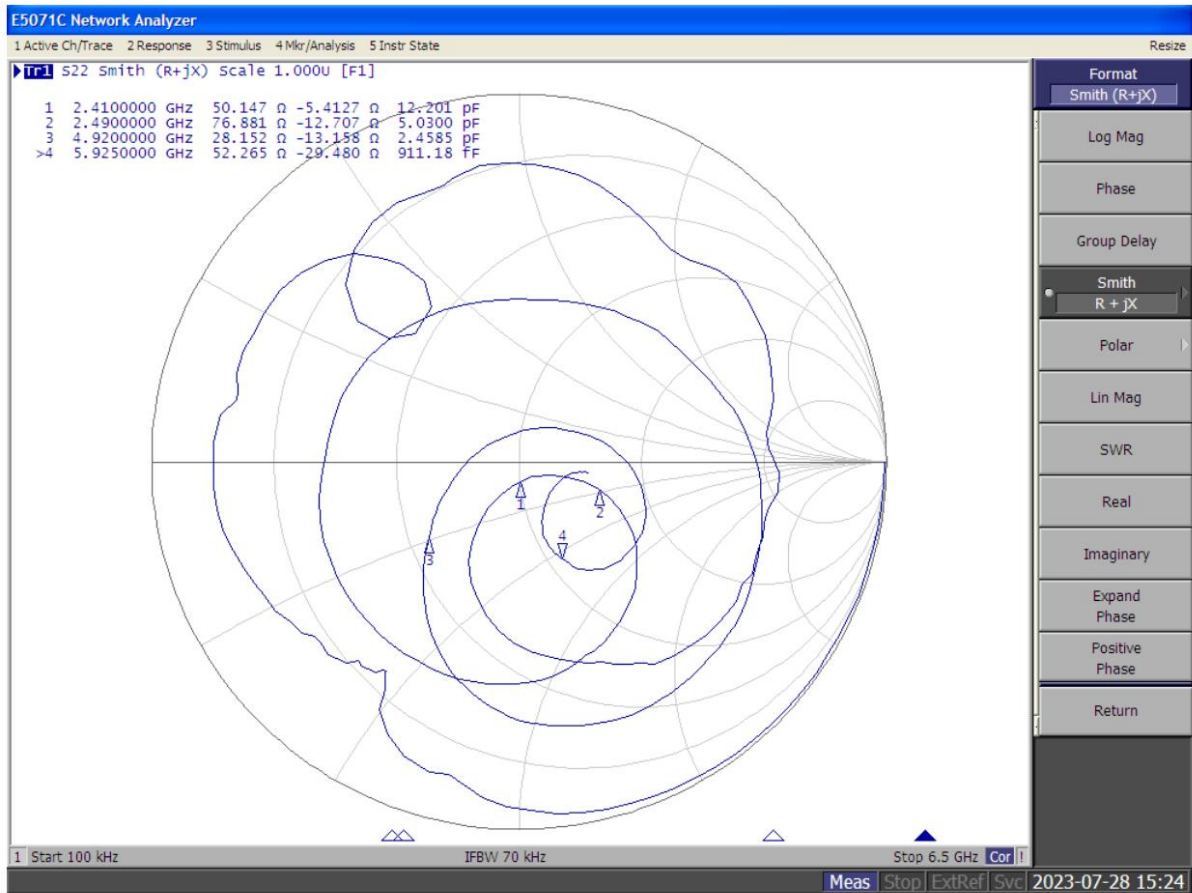 E5071C Network Analyzer
1 Active Ch/Trace 2 Response 3 Stimulus 4 Mkr/Analysis 5 Instr State Resize
Tr1 S22 Smith (R+jX) Scale 1.000U [F1]
1 2.4100000 GHz 50.147 Ω -5.4127 Ω 12.201 pF
2 2.4900000 GHz 76.881 Ω -12.707 Ω 5.0300 pF
3 4.9200000 GHz 28.152 Ω -13.158 Ω 2.4585 pF
>4 5.9250000 GHz 52.265 Ω -29.480 Ω 911.18 fF
1
2
4
3
Format
Smith (R+jX)
Log Mag
Phase
Group Delay
Smith
R + jX
Polar
Lin Mag
SWR
Real
Imaginary
Expand
Phase
Positive
Phase
Return
1 Start 100 kHz IFBW 70 kHz Stop 6.5 GHz Cor !
Meas Stop ExtRef Svc 2023-07-28 15:24